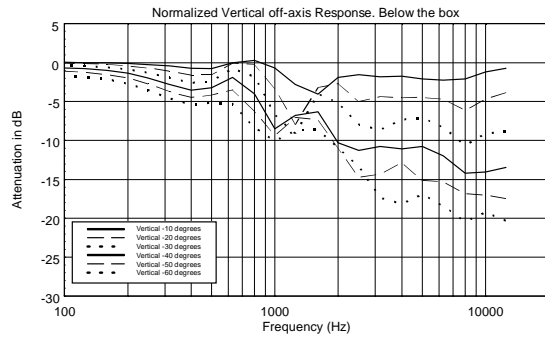 Normalized Vertical off-axis Response. Below the box
Attenuation in dB
5
0
-5
-10
-15
-20
-25
-30
Vertical -10 degrees
Vertical -20 degrees
Vertical -30 degrees
Vertical -40 degrees
Vertical -50 degrees
Vertical -60 degrees
100
1000
10000
Frequency (Hz)